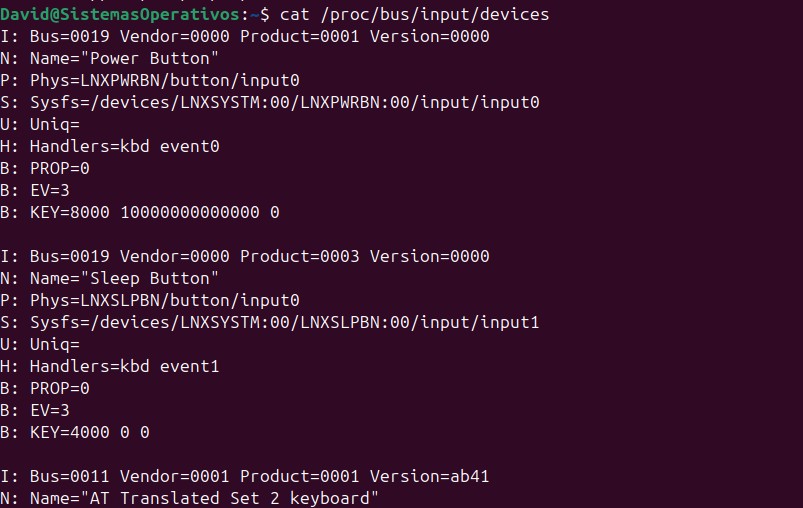 David@SistemasOperativos:~$ cat /proc/bus/input/devices
I: Bus=0019 Vendor=0000 Product=0001 Version=0000
N: Name="Power Button"
P: Phys=LNXPWRBN/button/input0
S: Sysfs=/devices/LNXSYSTM:00/LNXPWRBN:00/input/input0
U: Uniq=
H: Handlers=kbd event0
B: PROP=0
B: EV=3
B: KEY=8000 10000000000000 0

I: Bus=0019 Vendor=0000 Product=0003 Version=0000
N: Name="Sleep Button"
P: Phys=LNXSLPBN/button/input0
S: Sysfs=/devices/LNXSYSTM:00/LNXSLPBN:00/input/input1
U: Uniq=
H: Handlers=kbd event1
B: PROP=0
B: EV=3
B: KEY=4000 0 0

I: Bus=0011 Vendor=0001 Product=0001 Version=ab41
N: Name="AT Translated Set 2 keyboard"